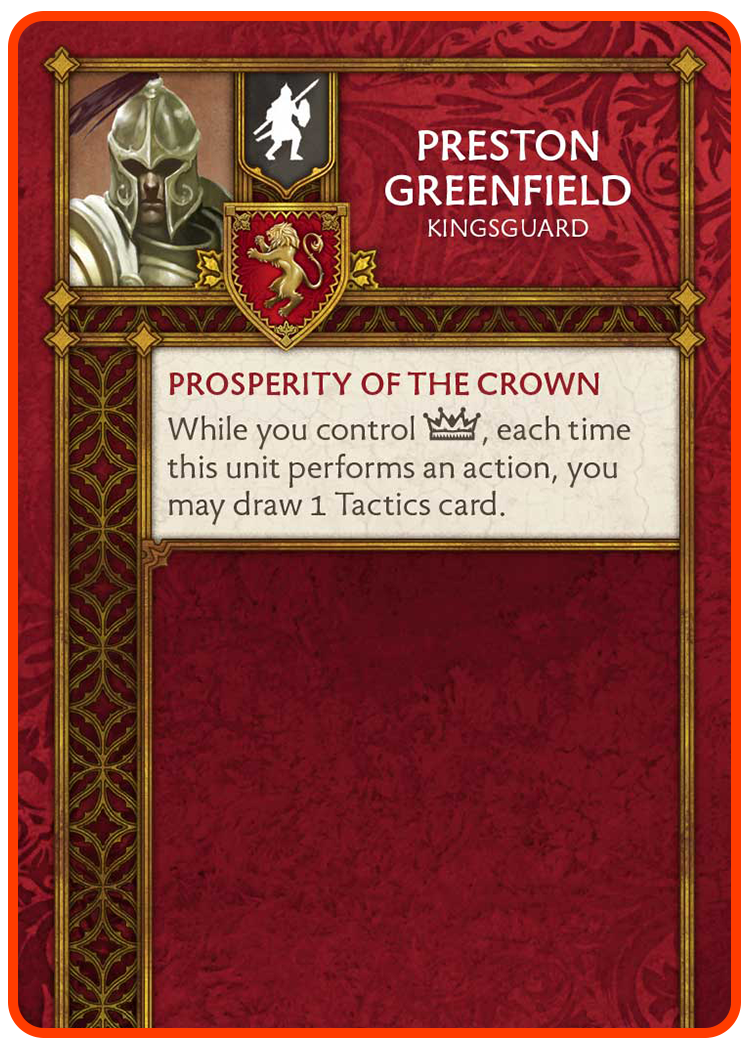 PRESTON
GREENFIELD
KINGSGUARD
PROSPERITY OF THE CROWN
While you control , each time
this unit performs an action, you
may draw 1 Tactics card.